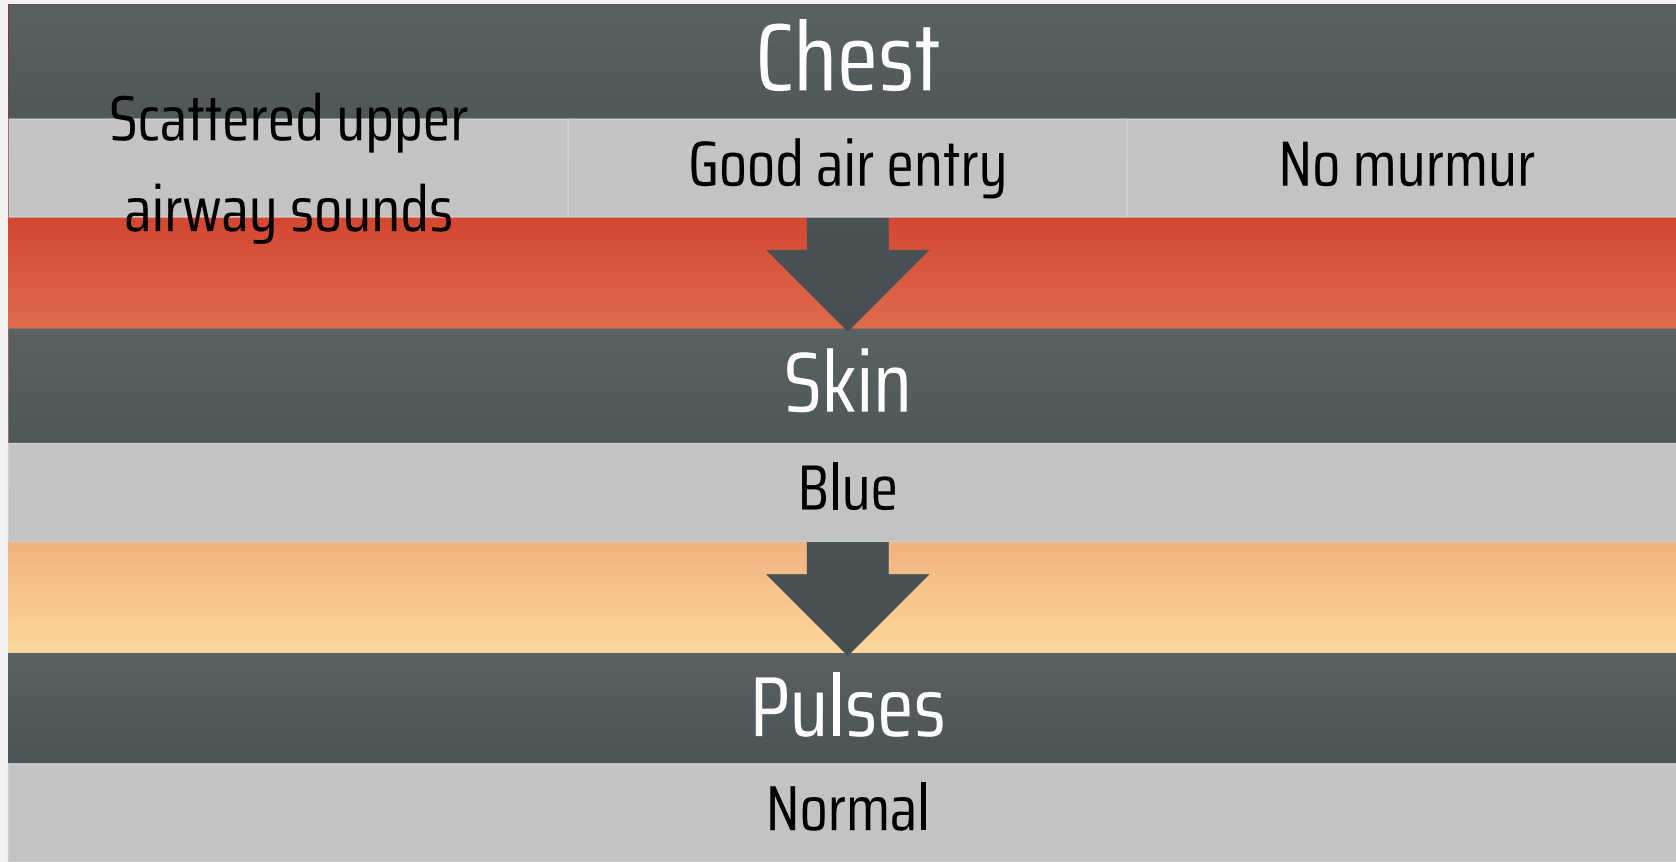 Chest
Scattered upper
airway sounds
Good air entry
No murmur
Skin
Blue
Pulses
Normal